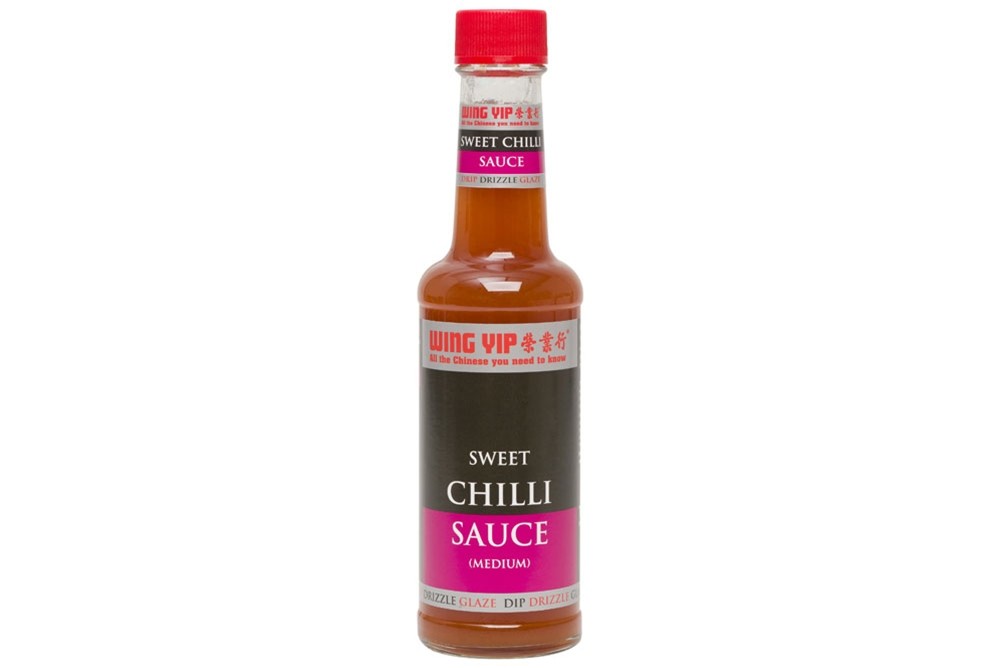 WING YIP 榮業行
All the Chinese you need to know
SWEET CHILLI
SAUCE
DRIP DRIZZLE GLAZE
WING YIP 榮業行
All the Chinese you need to know
SWEET
CHILLI
SAUCE
(MEDIUM)
DRIZZLE GLAZE DIP DRIZZLE